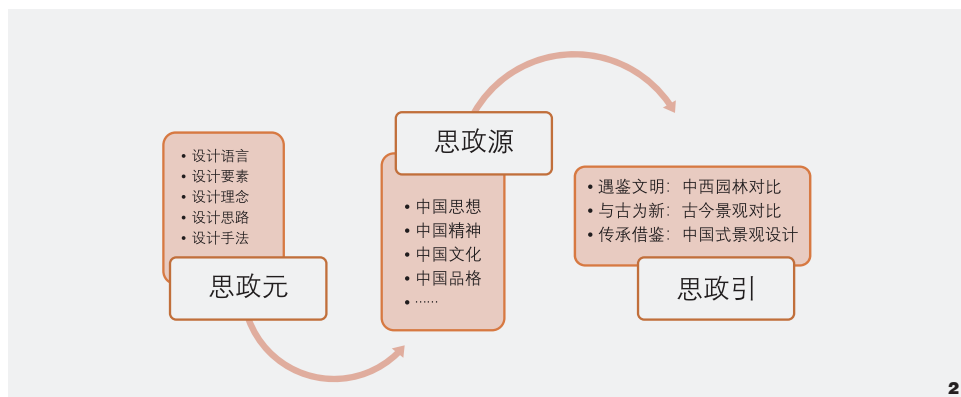 • 设计语言
• 设计要素
• 设计理念
• 设计思路
• 设计手法
思政元
思政源
• 中国思想
• 中国精神
• 中国文化
• 中国品格
• ……
• 遇鉴文明：中西园林对比
• 与古为新：古今景观对比
• 传承借鉴：中国式景观设计
思政引
2